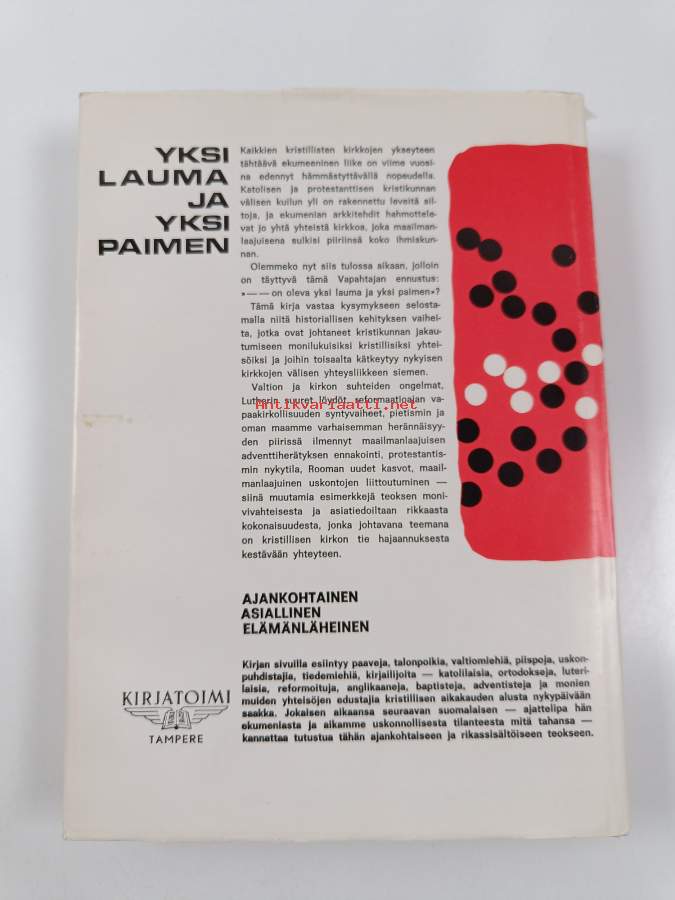 YKSI
LAUMA
JA
YKSI
PAIMEN
Kaikkien kristillisten kirkkojen ykseyteen
tähtäävä ekumeeninen liike on viime vuosi-
na edennyt hämmästyttävällä nopeudella.
Katolisen ja protestanttisen kristikunnan
välisen kuilun yli on rakennettu leveitä sil-
toja, ja ekumenian arkkitehdit hahmottele-
vat jo yhtä yhteistä kirkkoa, joka maailman-
laajuisena sulkisi piiriinsä koko ihmiskun-
nan.
Olemmeko nyt siis tulossa aikaan, jolloin
on täyttyvä tämä Vapahtajan ennustus:
»— — on oleva yksi lauma ja yksi paimen»?
Tämä kirja vastaa kysymykseen selosta-
malla niitä historiallisen kehityksen vaihei-
ta, jotka ovat johtaneet kristikunnan jakau-
tumiseen monilukuisiksi kristillisiksi yhtei-
söiksi ja joihin toisaalta kätkeytyy nykyisen
kirkkojen välisen yhteysliikkeen siemen.
Valtion ja kirkon suhteiden ongelmat,
Lutherin suuret löydöt, reformaatioajan va-
paakirkollisuuden syntyvaiheet, pietismin ja
oman maamme varhaisemman herännäisyy-
den piirissä ilmennyt maailmanlaajuisen
adventtiherätyksen ennakointi, protestantis-
min nykytila, Rooman uudet kasvot, maail-
manlaajuinen uskontojen liittoutuminen —
siinä muutamia esimerkkejä teoksen moni-
vivahteisesta ja asiatiedoiltaan rikkaasta
kokonaisuudesta, jonka johtavana teemana
on kristillisen kirkon tie hajaannuksesta
kestävään yhteyteen.
Antikvariaatti.net
AJANKOHTAINEN
ASIALLINEN
ELÄMÄNLÄHEINEN
Kirjan sivuilla esiintyy paaveja, talonpoikia, valtiomiehiä, piispoja, uskon-
puhdistajia, tiedemiehiä, kirjailijoita — katolilaisia, ortodokseja, luteri-
laisia, reformoituja, anglikaaneja, baptisteja, adventisteja ja monien
muiden yhteisöjen edustajia kristillisen aikakauden alusta nykypäivään
saakka. Jokaisen aikaansa seuraavan suomalaisen — ajattelipa hän
ekumeniasta ja aikamme uskonnollisesta tilanteesta mitä tahansa —
kannattaa tutustua tähän ajankohtaiseen ja rikassisältöiseen teokseen.
KIRJATOIMI
TAMPERE